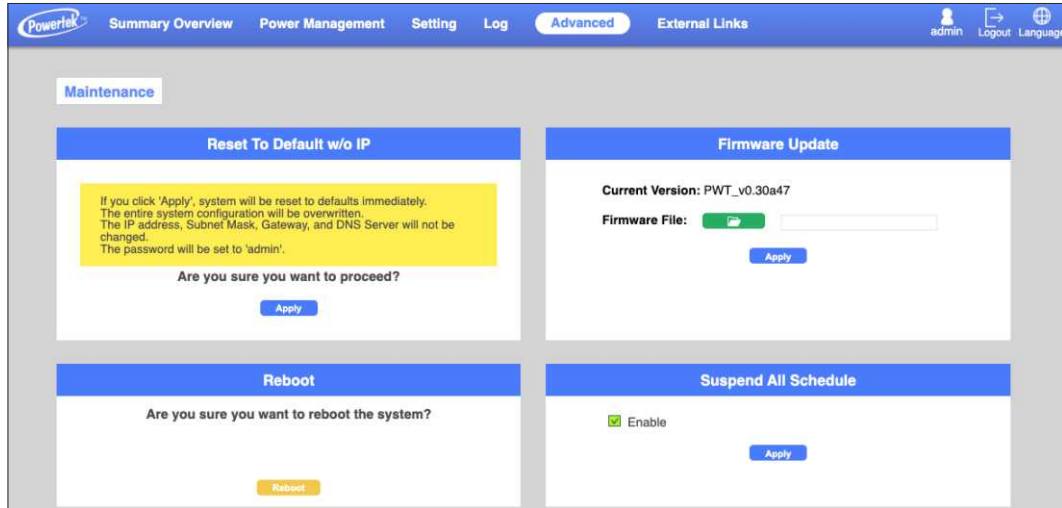 Powertek
Summary Overview Power Management Setting Log Advanced External Links admin Logout Language
Maintenance
Reset To Default w/o IP
If you click 'Apply', system will be reset to defaults immediately.
The entire system configuration will be overwritten.
The IP address, Subnet Mask, Gateway, and DNS Server will not be
changed.
The password will be set to 'admin'.
Are you sure you want to proceed?
Apply
Firmware Update
Current Version: PWT_v0.30a47
Firmware File:
Apply
Reboot
Are you sure you want to reboot the system?
Reboot
Suspend All Schedule
Enable
Apply